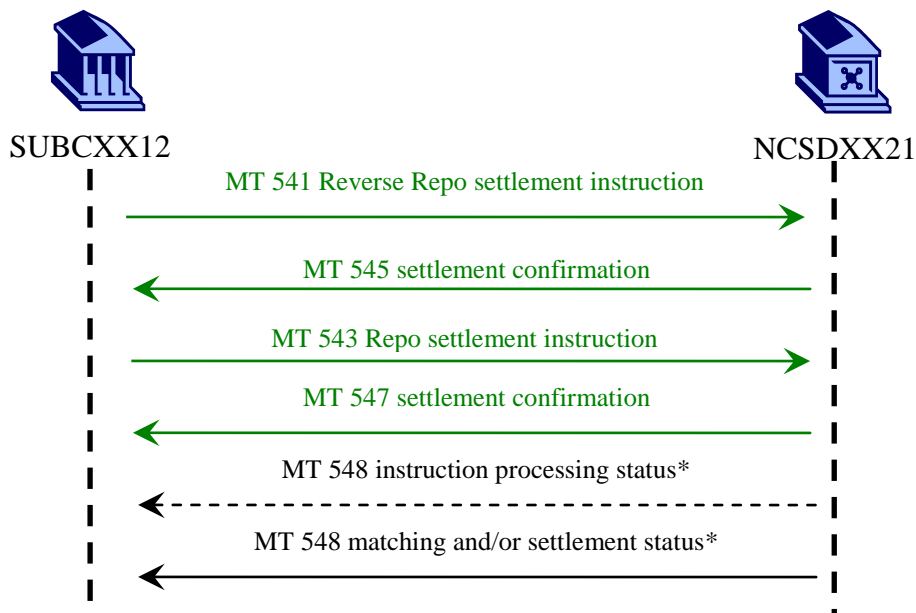 SUBCXX12
NCSDXX21
MT 541 Reverse Repo settlement instruction
MT 545 settlement confirmation
MT 543 Repo settlement instruction
MT 547 settlement confirmation
MT 548 instruction processing status*
MT 548 matching and/or settlement status*